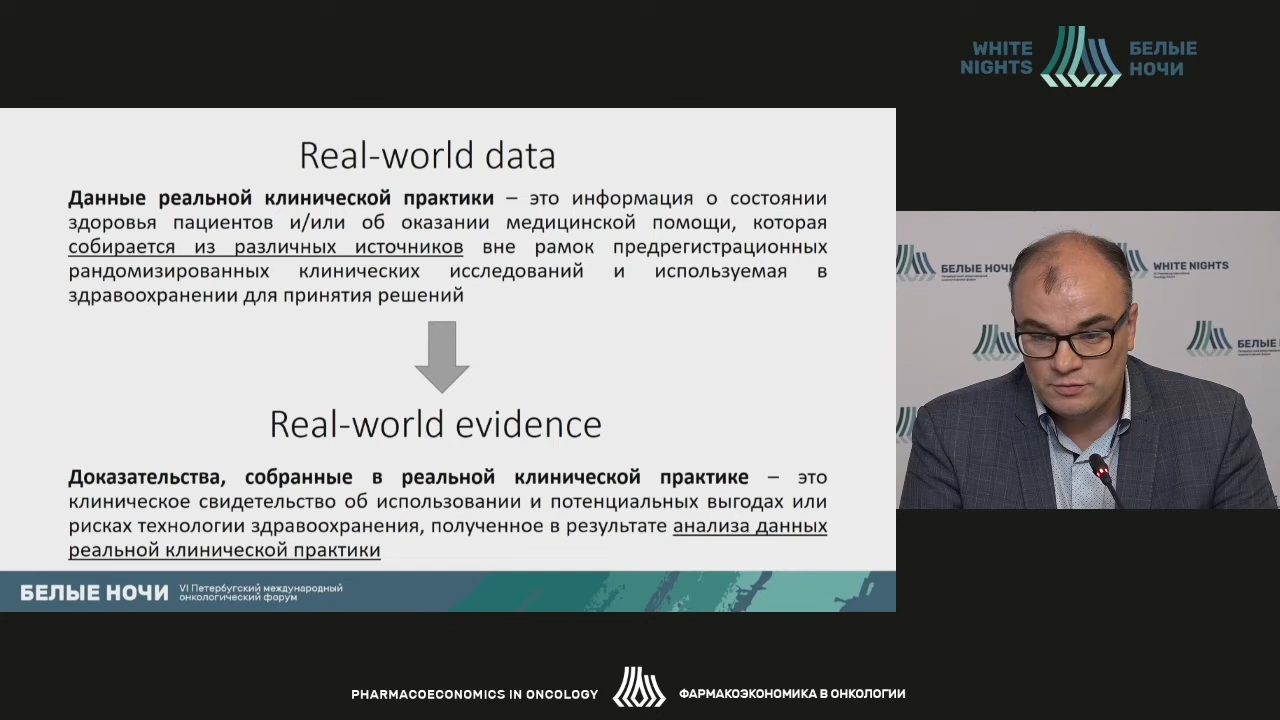 WHITE
NIGHTS
БЕЛЫЕ
НОЧИ
Real-world data
Данные реальной клинической практики – это информация о состоянии
здоровья пациентов и/или об оказании медицинской помощи, которая
собирается из различных источников вне рамок предрегистрационных
рандомизированных клинических исследований и используемая в
здравоохранении для принятия решений
Real-world evidence
Доказательства, собранные в реальной клинической практике – это
клиническое свидетельство об использовании и потенциальных выгодах или
рисках технологии здравоохранения, полученное в результате анализа данных
реальной клинической практики
БЕЛЫЕ НОЧИ
VI Петербугский международный
онкологический форум
БЕЛЫЕ НОЧИ
WHITE NIGHTS
БЕЛЫЕ
PHARMACOECONOMICS IN ONCOLOGY
ФАРМАКОЭКОНОМИКА В ОНКОЛОГИИ